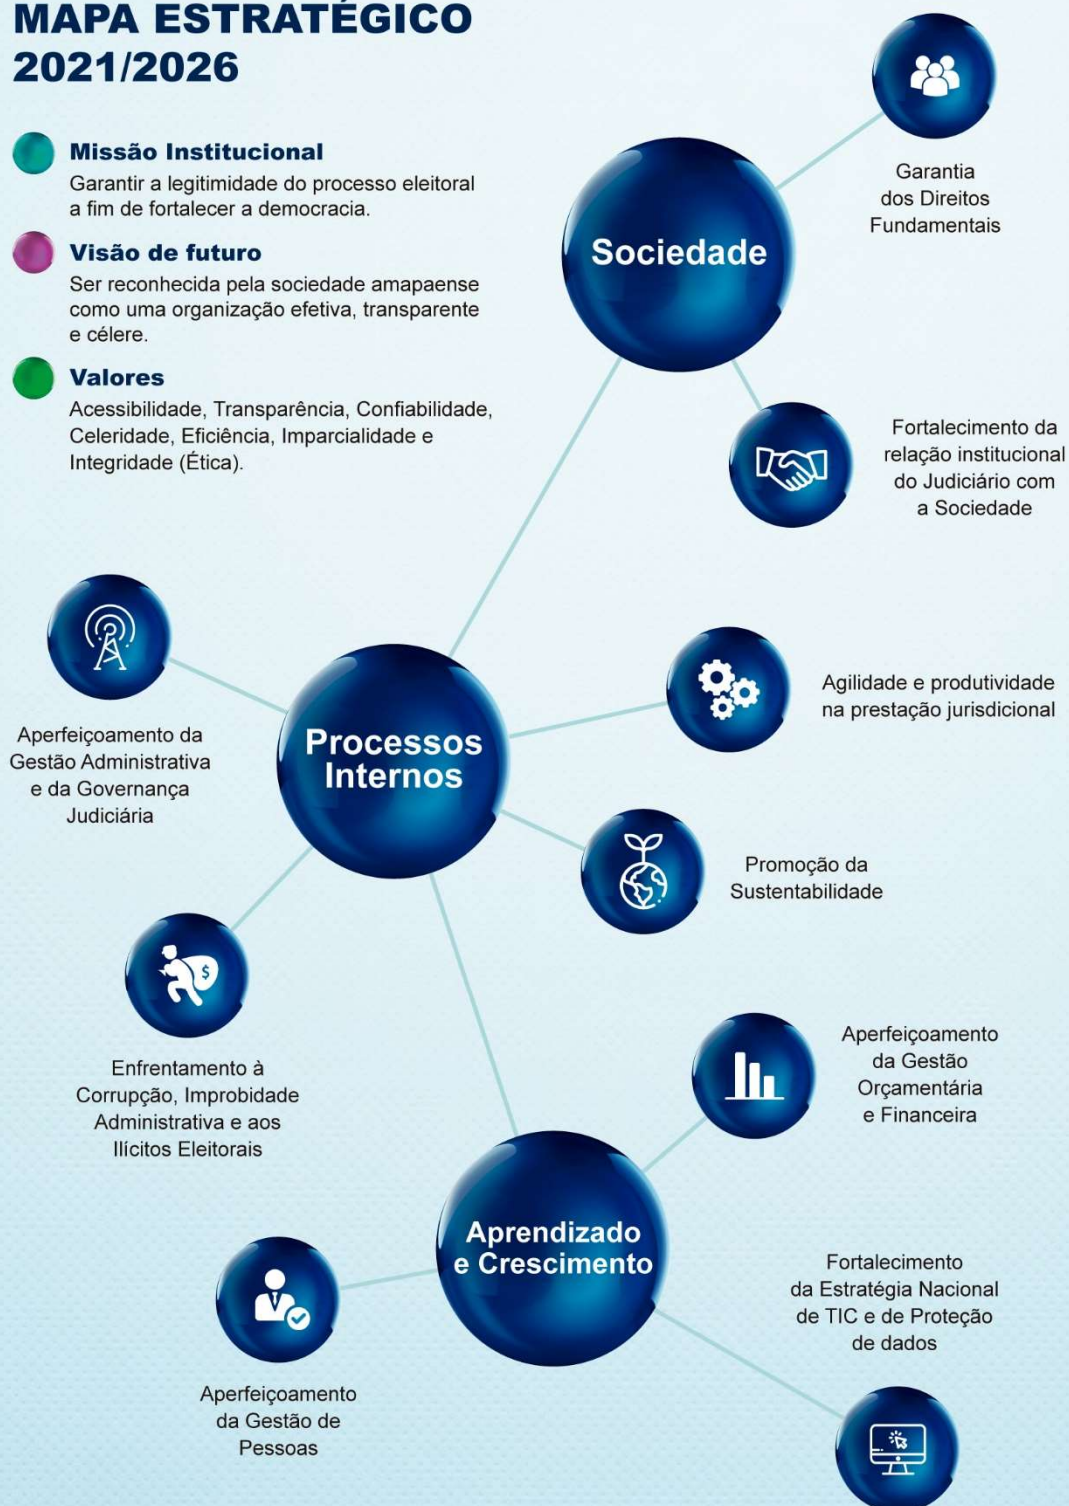 MAPA ESTRATÉGICO
2021/2026
Missão Institucional
Garantir a legitimidade do processo eleitoral
a fim de fortalecer a democracia.
Visão de futuro
Ser reconhecida pela sociedade amapaense
como uma organização efetiva, transparente
e célere.
Valores
Acessibilidade, Transparência, Confiabilidade,
Celeridade, Eficiência, Imparcialidade e
Integridade (Ética).
Sociedade
Garantia
dos Direitos
Fundamentais
Fortalecimento da
relação institucional
do Judiciário com
a Sociedade
Processos
Internos
Aperfeiçoamento da
Gestão Administrativa
e da Governança
Judiciária
Agilidade e produtividade
na prestação jurisdicional
Promoção da
Sustentabilidade
$
Enfrentamento à
Corrupção, Improbidade
Administrativa e aos
Ilícitos Eleitorais
Aprendizado
e Crescimento
Aperfeiçoamento
da Gestão
Orçamentária
e Financeira
Fortalecimento
da Estratégia Nacional
de TIC e de Proteção
de dados
Aperfeiçoamento
da Gestão de
Pessoas